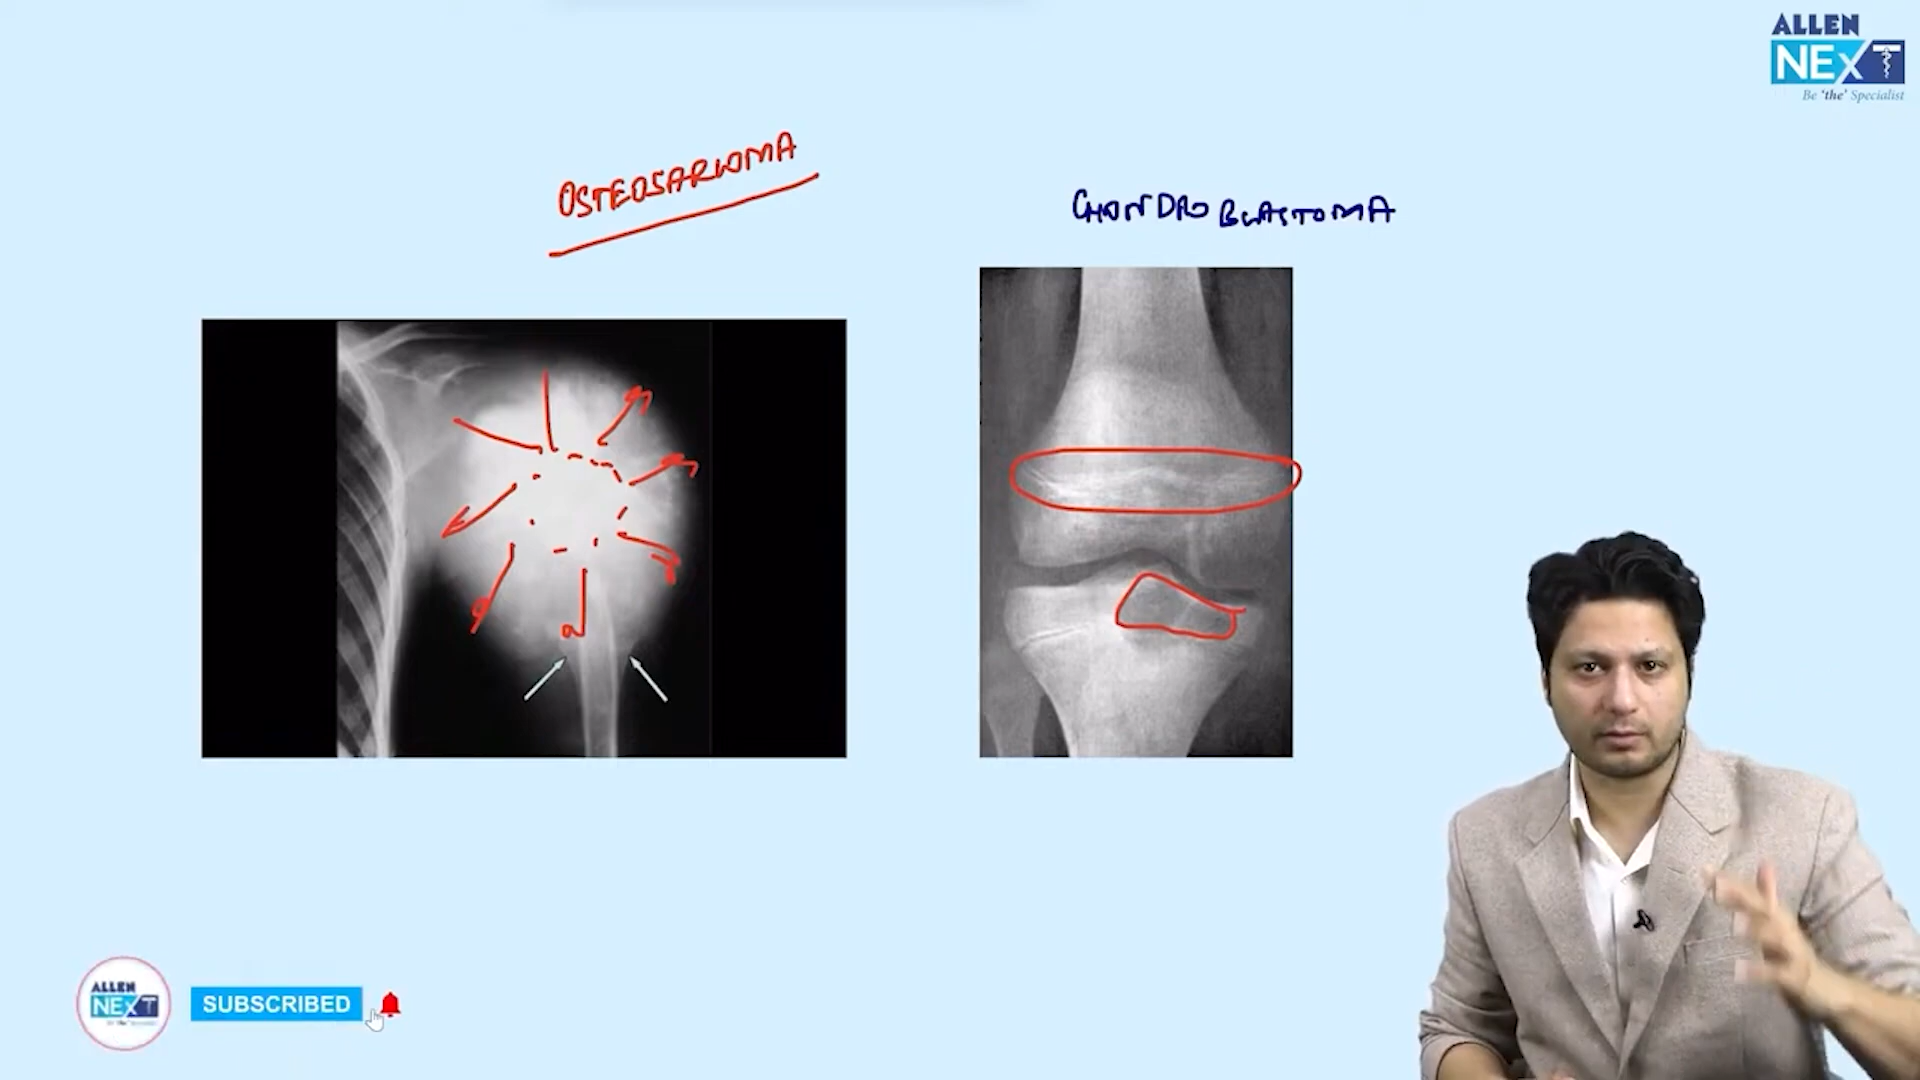 ALLEN
NEXT
Be 'the' Specialist
OSTEOSARCOMA
CHONDROBLASTOMA
ALLEN
NEXT
SUBSCRIBED